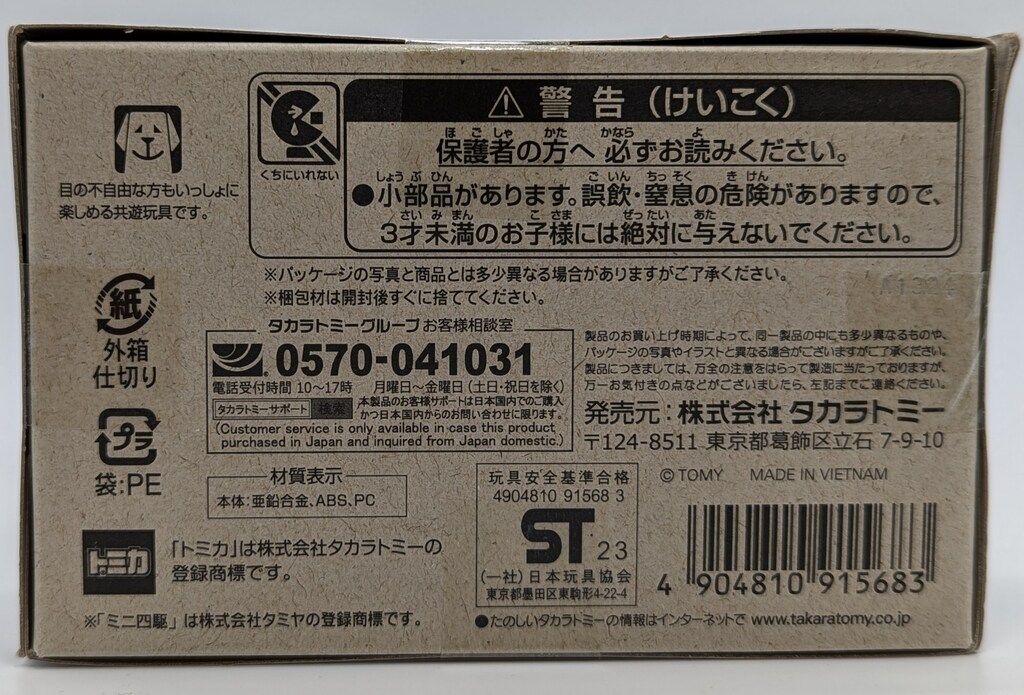 目の不自由な方もいっしょに
楽しめる共遊玩具です。
くちにいれない
⚠ 警告（けいこく）
ほごしゃ かた かなら よ
保護者の方へ 必ずお読みください。
しょうぶひん ごいん ちっそく きけん
●小部品があります。誤飲・窒息の危険がありますので、
さいみまん こさま ぜったい あた
3才未満のお子様には絶対に与えないでください。
※パッケージの写真と商品とは多少異なる場合がありますがご了承ください。
※梱包材は開封後すぐに捨ててください。
紙
外箱
仕切り
プラ
袋:PE
タカラトミーグループ お客様相談室
0570-041031
電話受付時間 10〜17時 月曜日〜金曜日（土日・祝日を除く）
タカラトミーサポート 検索
本製品のお客様サポートは日本国内でのご購入
かつ日本国内からのお問い合わせに限ります。
(Customer service is only available in case this product
purchased in Japan and inquired from Japan domestic.)
製品のお買い上げ時期によって、同一製品の中にも多少異なるものや、
パッケージの写真やイラストと異なる場合がございますがご了承ください。
製品につきましては、万全の注意をはらって製造に当たっておりますが、
万一お気付きの点などがございましたら、左記までご連絡ください。
発売元：株式会社 タカラトミー
〒124-8511 東京都葛飾区立石 7-9-10
© TOMY MADE IN VIETNAM
材質表示
本体：亜鉛合金、ABS、PC
玩具安全基準合格
4904810 91568 3
ST 23
(一社) 日本玩具協会
東京都墨田区東駒形4-22-4
4 904810 915683
トミカ
「トミカ」は株式会社タカラトミーの
登録商標です。
※「ミニ四駆」は株式会社タミヤの登録商標です。
●たのしいタカラトミーの情報はインターネットで www.takaratomy.co.jp